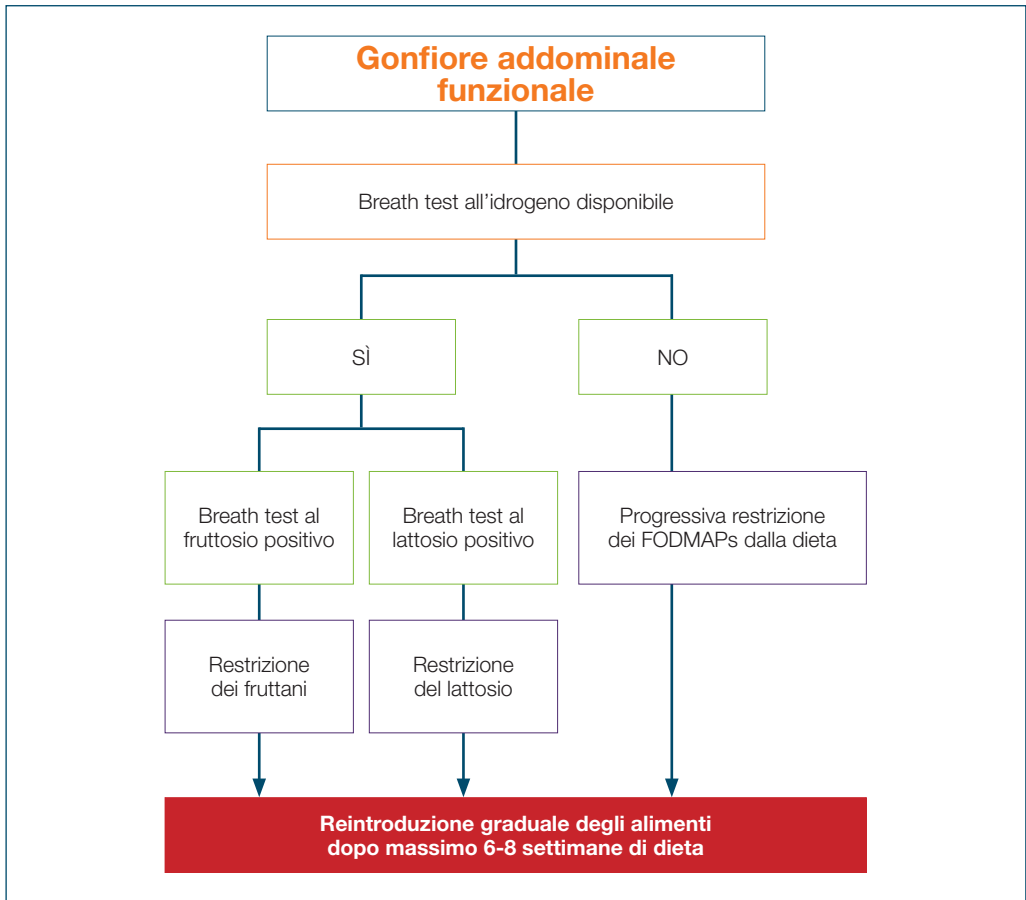 Gonfiore addominale
funzionale
Breath test all'idrogeno disponibile
SÌ
NO
Breath test al
fruttosio positivo
Breath test al
lattosio positivo
Progressiva restrizione
dei FODMAPs dalla dieta
Restrizione
dei fruttani
Restrizione
del lattosio
Reintroduzione graduale degli alimenti
dopo massimo 6-8 settimane di dieta